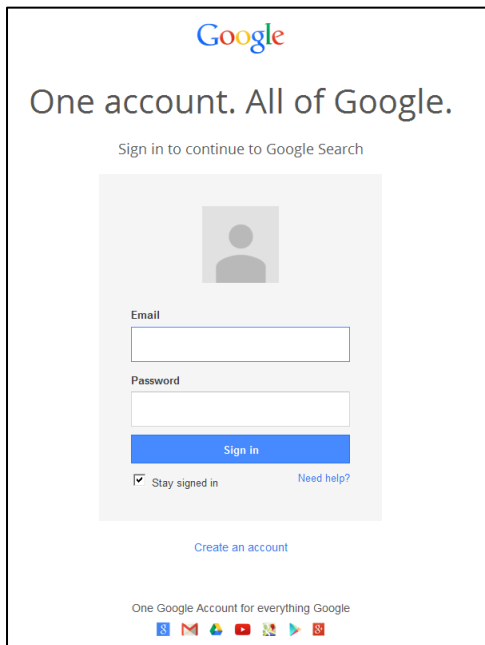 Google
One account. All of Google.
Sign in to continue to Google Search
Email
Password
Sign in
Stay signed in
Need help?
Create an account
One Google Account for everything Google